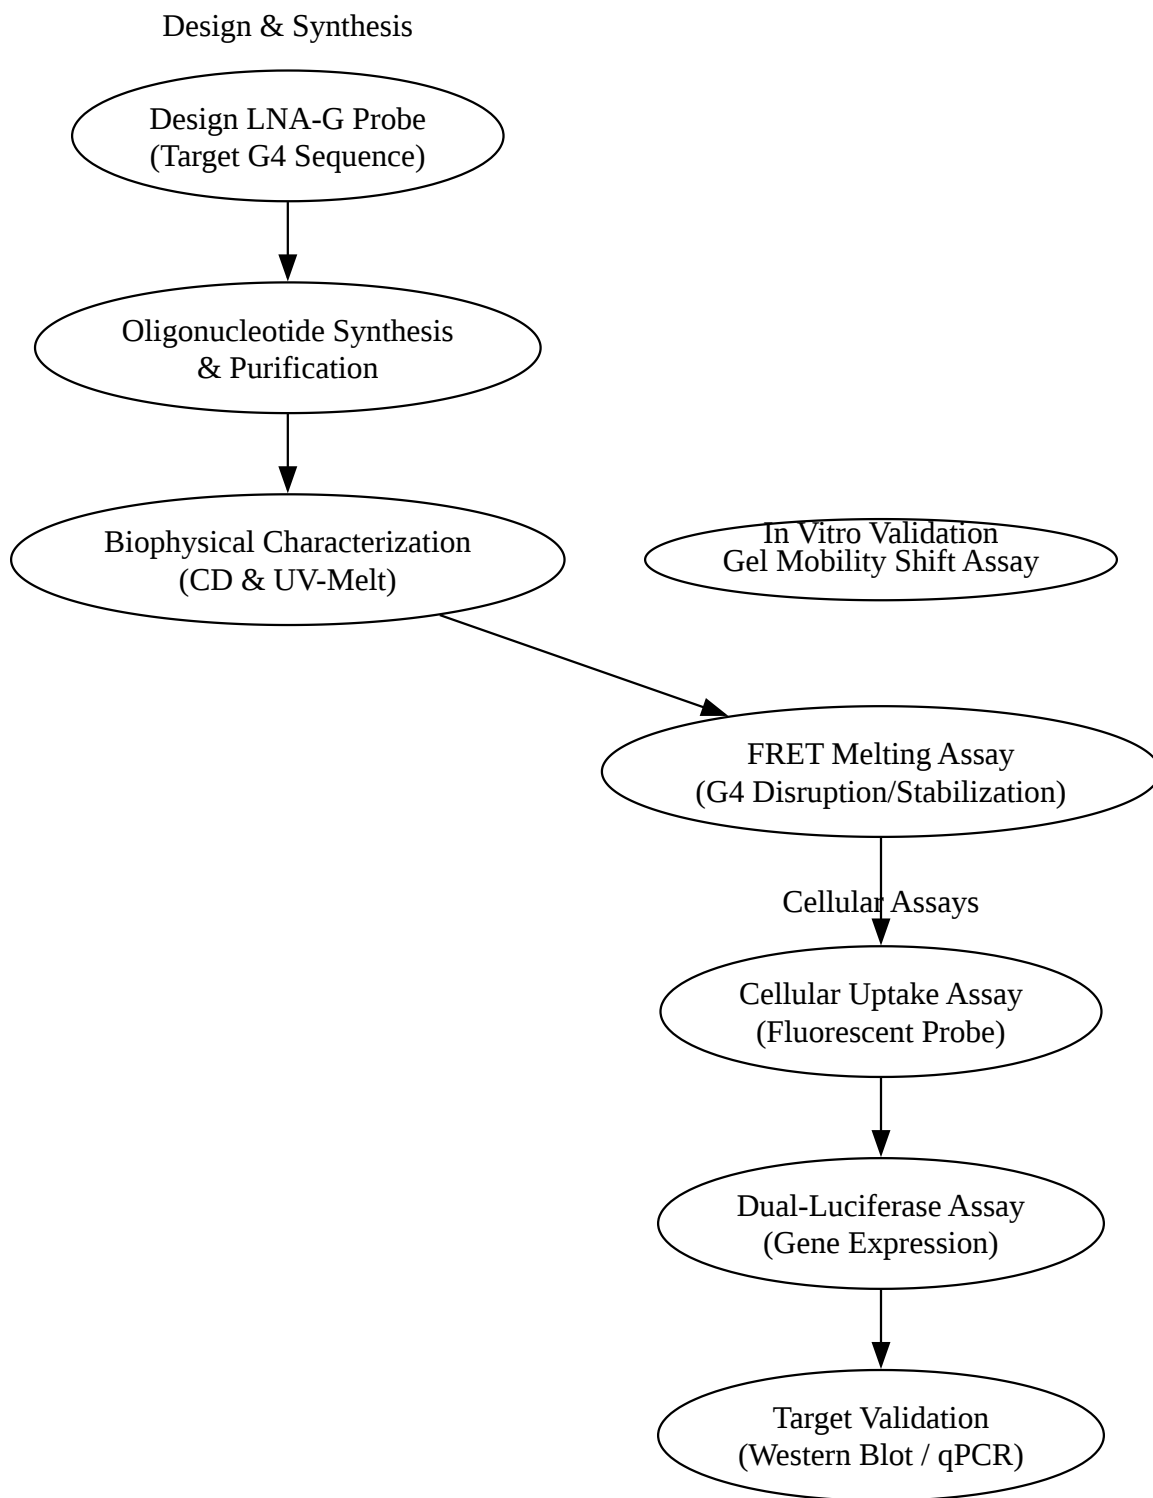 Design & Synthesis
Design LNA-G Probe
(Target G4 Sequence)
Oligonucleotide Synthesis
& Purification
Biophysical Characterization
(CD & UV-Melt)
In Vitro Validation
Gel Mobility Shift Assay
FRET Melting Assay
(G4 Disruption/Stabilization)
Cellular Assays
Cellular Uptake Assay
(Fluorescent Probe)
Dual-Luciferase Assay
(Gene Expression)
Target Validation
(Western Blot / qPCR)